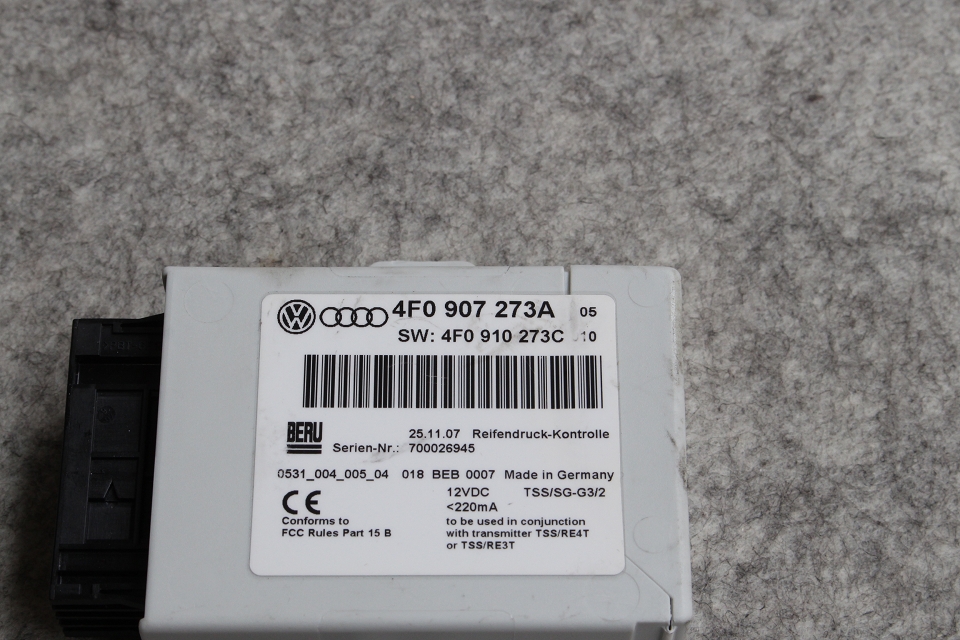 4F0 907 273A 05
SW: 4F0 910 273C 10
BERU
25.11.07 Reifendruck-Kontrolle
Serien-Nr.: 700026945
0531_004_005_04 018 BEB 0007 Made in Germany
CE
12VDC TSS/SG-G3/2
<220mA
Conforms to
FCC Rules Part 15 B
to be used in conjunction
with transmitter TSS/RE4T
or TSS/RE3T